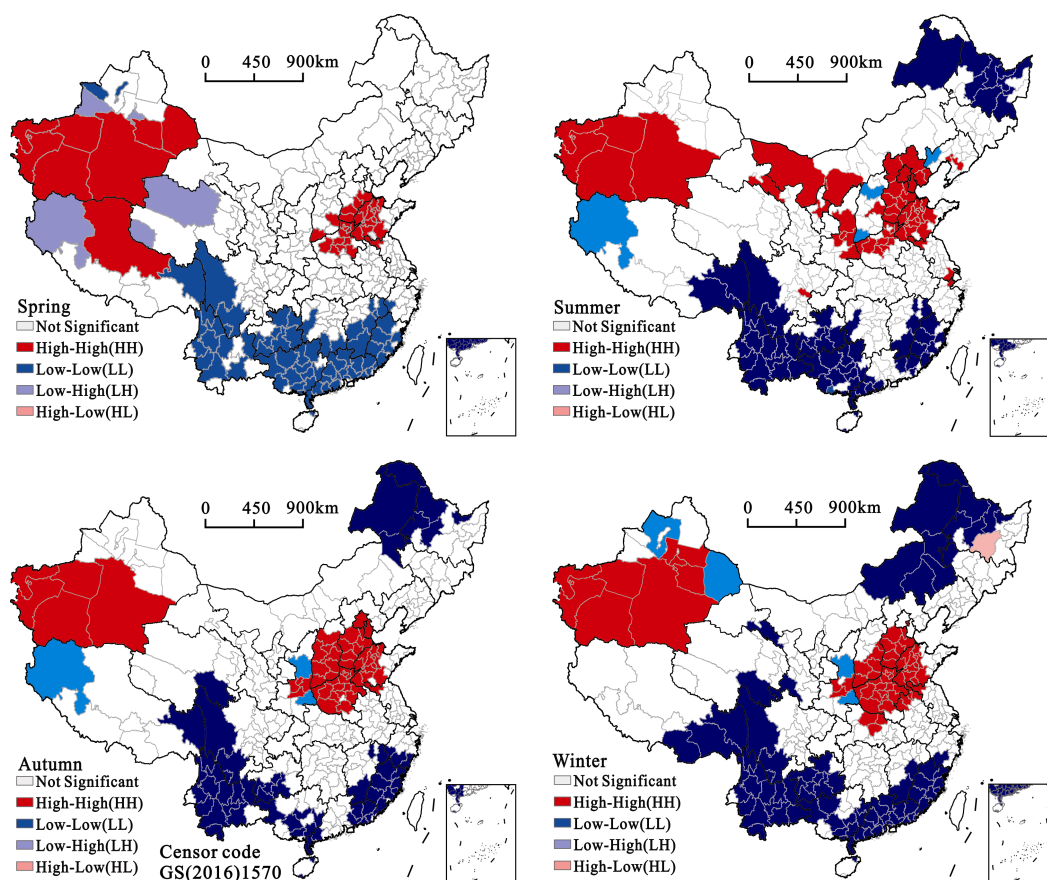 0 450 900km
Spring
Not Significant
High-High(HH)
Low-Low(LL)
Low-High(LH)
High-Low(HL)
0 450 900km
Summer
Not Significant
High-High(HH)
Low-Low(LL)
Low-High(LH)
High-Low(HL)
0 450 900km
Autumn
Not Significant
High-High(HH)
Low-Low(LL)
Low-High(LH)
High-Low(HL)
Censor code
GS(2016)1570
0 450 900km
Winter
Not Significant
High-High(HH)
Low-Low(LL)
Low-High(LH)
High-Low(HL)